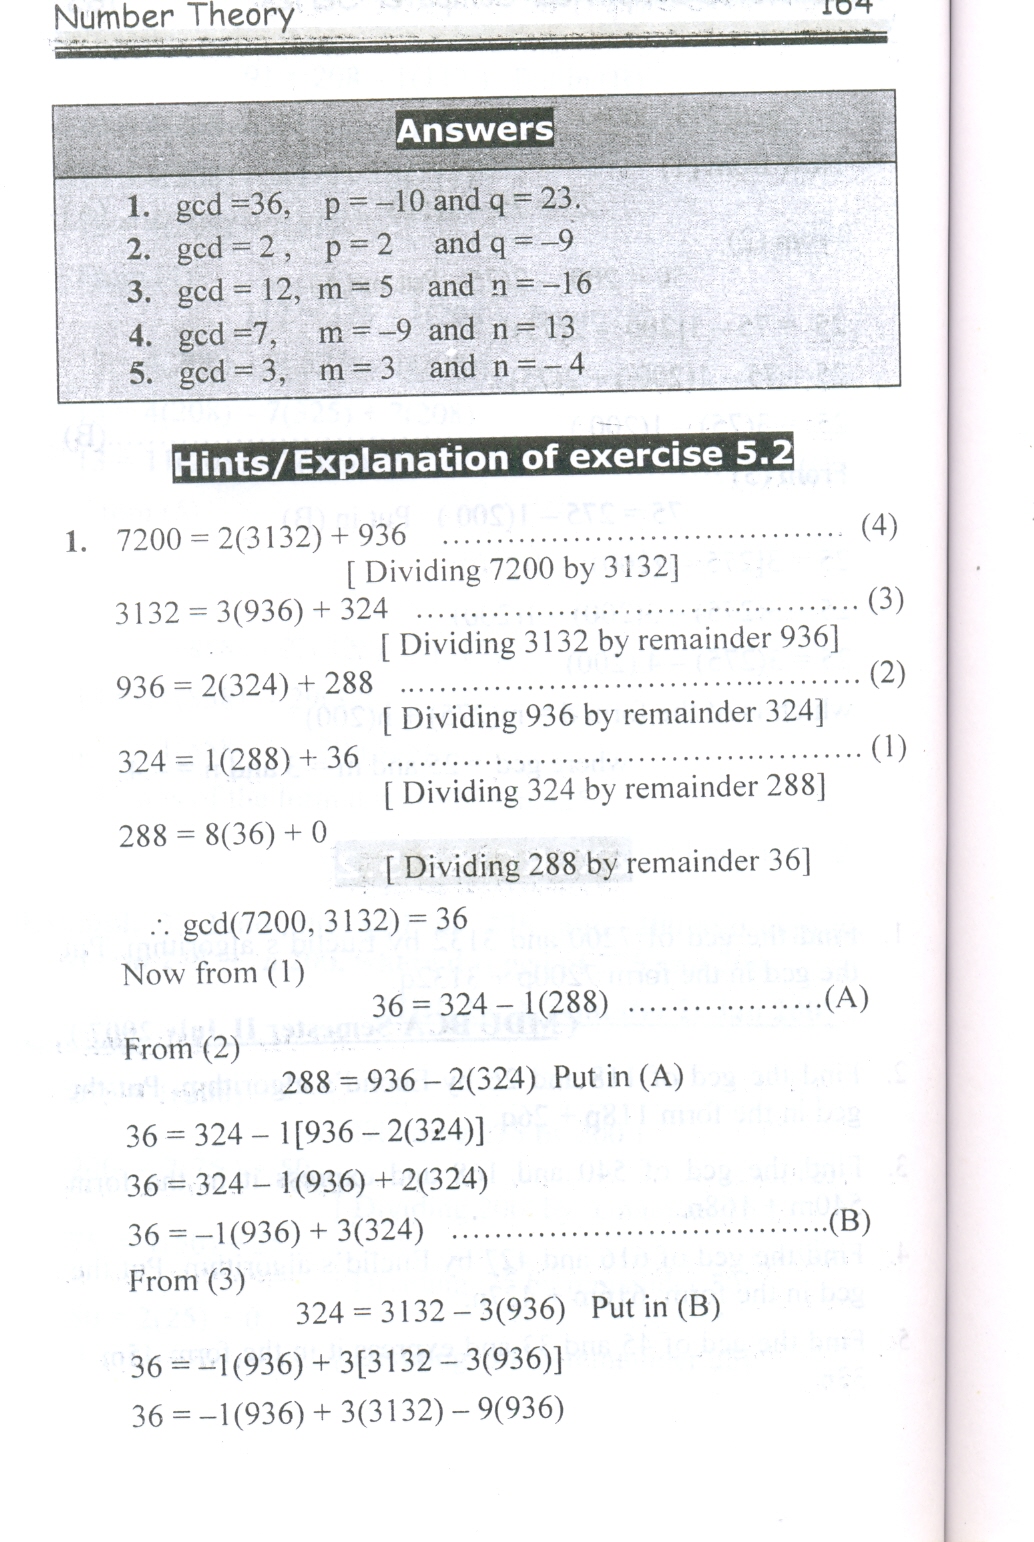 Number Theory 164
Answers
1. gcd =36, p = –10 and q = 23.
2. gcd = 2 , p = 2 and q = –9
3. gcd = 12, m = 5 and n = –16
4. gcd =7, m = –9 and n = 13
5. gcd = 3, m = 3 and n = – 4
Hints/Explanation of exercise 5.2
1. 7200 = 2(3132) + 936 .................................... (4)
[ Dividing 7200 by 3132]
3132 = 3(936) + 324 ........................................ (3)
[ Dividing 3132 by remainder 936]
936 = 2(324) + 288 ......................................... (2)
[ Dividing 936 by remainder 324]
324 = 1(288) + 36 .......................................... (1)
[ Dividing 324 by remainder 288]
288 = 8(36) + 0
[ Dividing 288 by remainder 36]
∴ gcd(7200, 3132) = 36
Now from (1)
36 = 324 – 1(288) .................(A)
From (2)
288 = 936 – 2(324) Put in (A)
36 = 324 – 1[936 – 2(324)]
36 = 324 – 1(936) + 2(324)
36 = –1(936) + 3(324) ..................................(B)
From (3)
324 = 3132 – 3(936) Put in (B)
36 = –1(936) + 3[3132 – 3(936)]
36 = –1(936) + 3(3132) – 9(936)